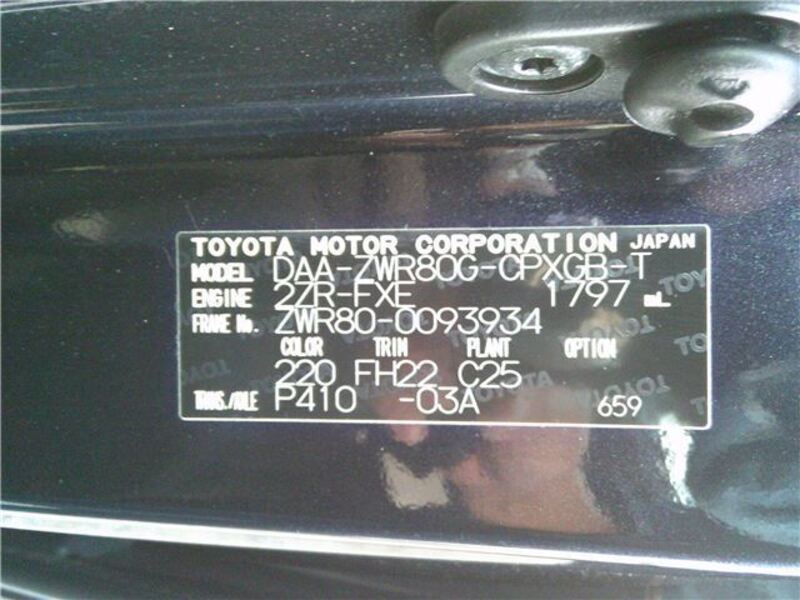 TOYOTA MOTOR CORPORATION JAPAN
MODEL DAA-ZWR80G-CPXGB-T
ENGINE 2ZR-FXE 1797 mL
FRAME No. ZWR80-0093934
COLOR TRIM PLANT OPTION
220 FH22 C25
TRANS./AXLE P410 -03A 659